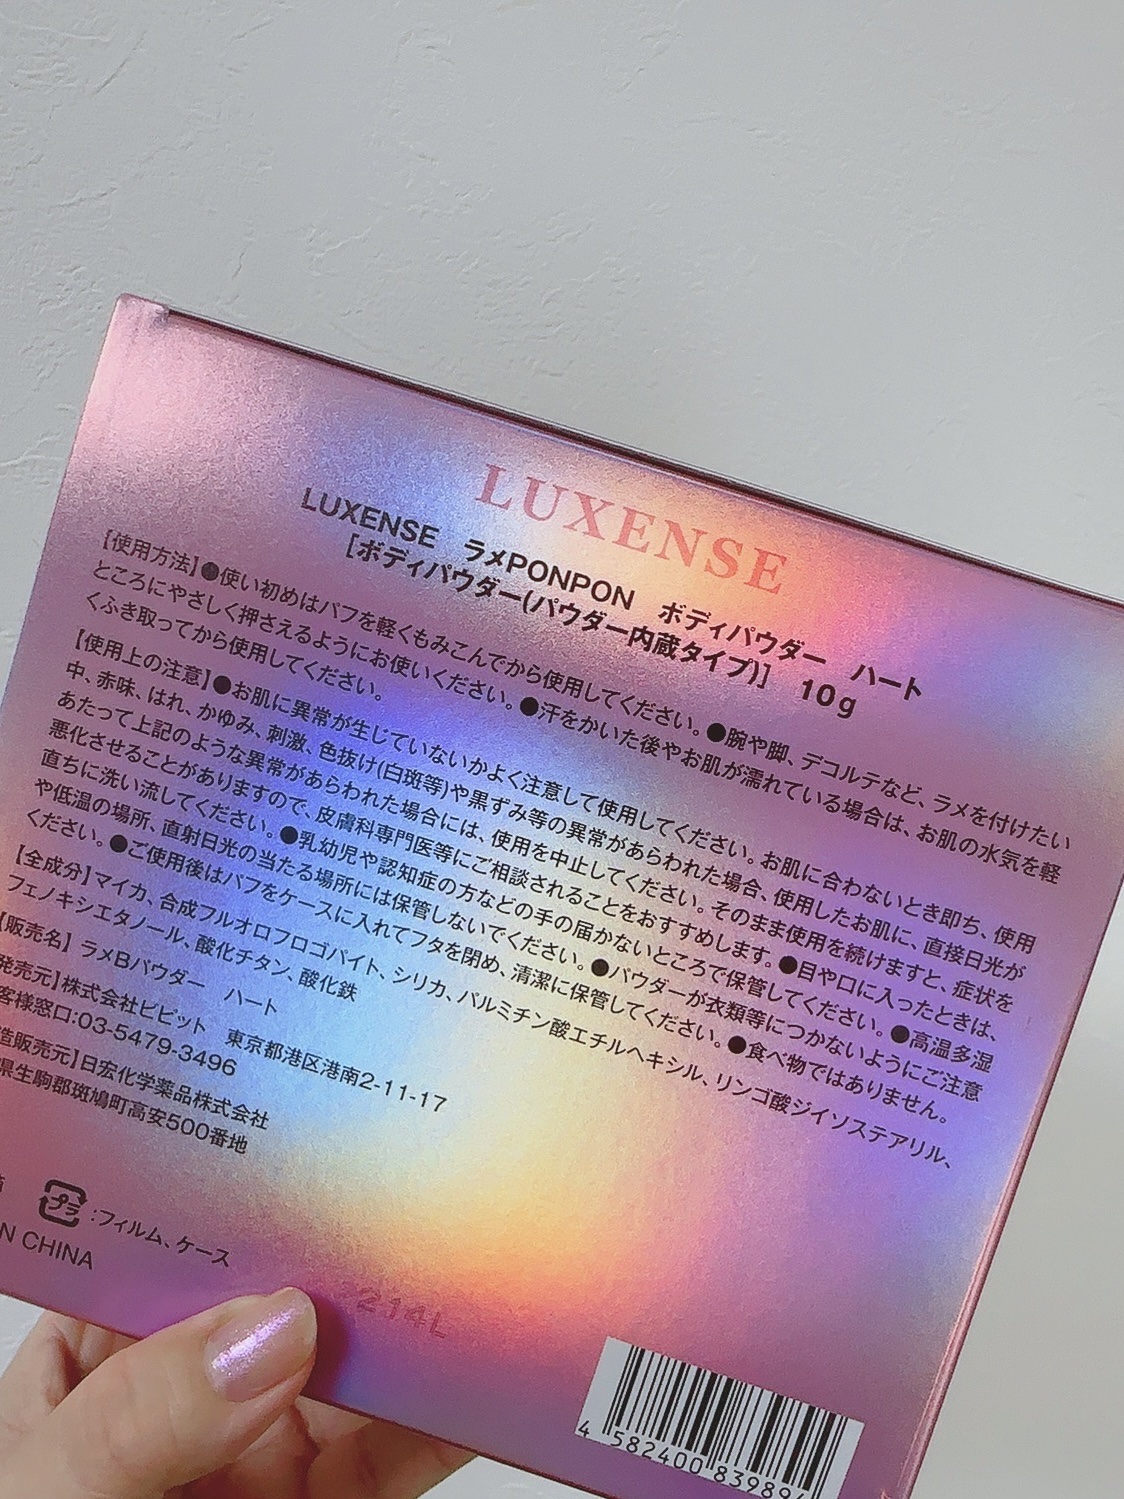 LUXENSE
LUXENSE ラメPONPON ボディパウダー ハート
[ボディパウダー(パウダー内蔵タイプ)] 10g
【使用方法】●使い初めはパフを軽くもみこんでから使用してください。●腕や脚、デコルテなど、ラメを付けたい
ところにやさしく押さえるようにお使いください。●汗をかいた後やお肌が濡れている場合は、お肌の水気を軽
くふき取ってから使用してください。
【使用上の注意】●お肌に異常が生じていないかよく注意して使用してください。お肌に合わないとき即ち、使用
中、赤味、はれ、かゆみ、刺激、色抜け(白斑等)や黒ずみ等の異常があらわれた場合、使用したお肌に、直接日光が
あたって上記のような異常があらわれた場合には、使用を中止してください。そのまま使用を続けますと、症状を
悪化させることがありますので、皮膚科専門医等にご相談されることをおすすめします。●目や口に入ったときは、
直ちに洗い流してください。●乳幼児や認知症の方などの手の届かないところで保管してください。●高温多湿
や低温の場所、直射日光の当たる場所には保管しないでください。●パウダーが衣類等につかないようにご注意
ください。●ご使用後はパフをケースに入れてフタを閉め、清潔に保管してください。●食べ物ではありません。
【全成分】マイカ、合成フルオロフロゴパイト、シリカ、パルミチン酸エチルヘキシル、リンゴ酸ジイソステアリル、
フェノキシエタノール、酸化チタン、酸化鉄
【販売名】 ラメBパウダー ハート
発売元】株式会社ビピット 東京都港区港南2-11-17
客様窓口:03-5479-3496
造販売元】日宏化学薬品株式会社
県生駒郡斑鳩町高安500番地
プラ :フィルム、ケース
N CHINA
214L
4 582400 839894